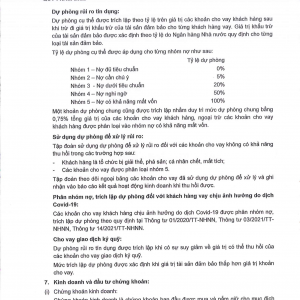 Dự phòng rủi ro tín dụng:
Dự phòng cụ thể được trích lập theo tỷ lệ trên giá trị các khoản cho vay khách hàng sau
khi trừ đi giá trị khấu trừ của tài sản đảm bảo cho từng khách hàng vay. Giá trị khấu trừ
của tài sản đảm bảo được xác định theo tỷ lệ do Ngân hàng Nhà nước quy định cho từng
loại tài sản đảm bảo.
Tỷ lệ dự phòng cụ thể được áp dụng cho từng nhóm nợ như sau:
Tỷ lệ dự phòng
Nhóm 1 – Nợ đủ tiêu chuẩn 0%
Nhóm 2 – Nợ cần chú ý 5%
Nhóm 3 - Nợ dưới tiêu chuẩn 20%
Nhóm 4 – Nợ nghi ngờ 50%
Nhóm 5 – Nợ có khả năng mất vốn 100%
Một khoản dự phòng chung cũng được trích lập nhằm duy trì mức dự phòng chung bằng
0,75% tổng giá trị của các khoản cho vay khách hàng, ngoại trừ các khoản cho vay
khách hàng được phân loại vào nhóm nợ có khả năng mất vốn.
Sử dụng dự phòng để xử lý rủi ro:
Tập đoàn sử dụng dự phòng để xử lý rủi ro đối với các khoản cho vay không có khả năng
thu hồi trong các trường hợp sau:
- Khách hàng là tổ chức bị giải thể, phá sản; cá nhân chết, mất tích;
- Các khoản cho vay được phân loại nhóm 5.
Tập đoàn theo dõi ngoại bảng các khoản cho vay đã sử dụng dự phòng để xử lý và ghi
nhận vào báo cáo kết quả hoạt động kinh doanh khi thu hồi được.
Phân nhóm nợ, trích lập dự phòng đối với khách hàng vay chịu ảnh hưởng do dịch
Covid-19:
Các khoản cho vay khách hàng chịu ảnh hưởng do dịch Covid-19 được phân nhóm nợ,
trích lập dự phòng theo quy định tại Thông tư 01/2020/TT-NHNN, Thông tư 03/2021/TT-
NHNN, Thông tư 14/2021/TT-NHNN.
Cho vay giao dịch ký quỹ:
Dự phòng rủi ro tín dụng được trích lập khi có sự suy giảm về giá trị có thể thu hồi của
các khoản cho vay giao dịch ký quỹ.
Mức trích lập dự phòng được xác định khi giá trị tài sản đảm bảo thấp hơn giá trị khoản
cho vay.
7. Kinh doanh và đầu tư chứng khoán:
(i) Chứng khoán kinh doanh:
Chứng khoán kinh doanh là chứng khoán ban đầu được mua và nắm giữ cho mục đích